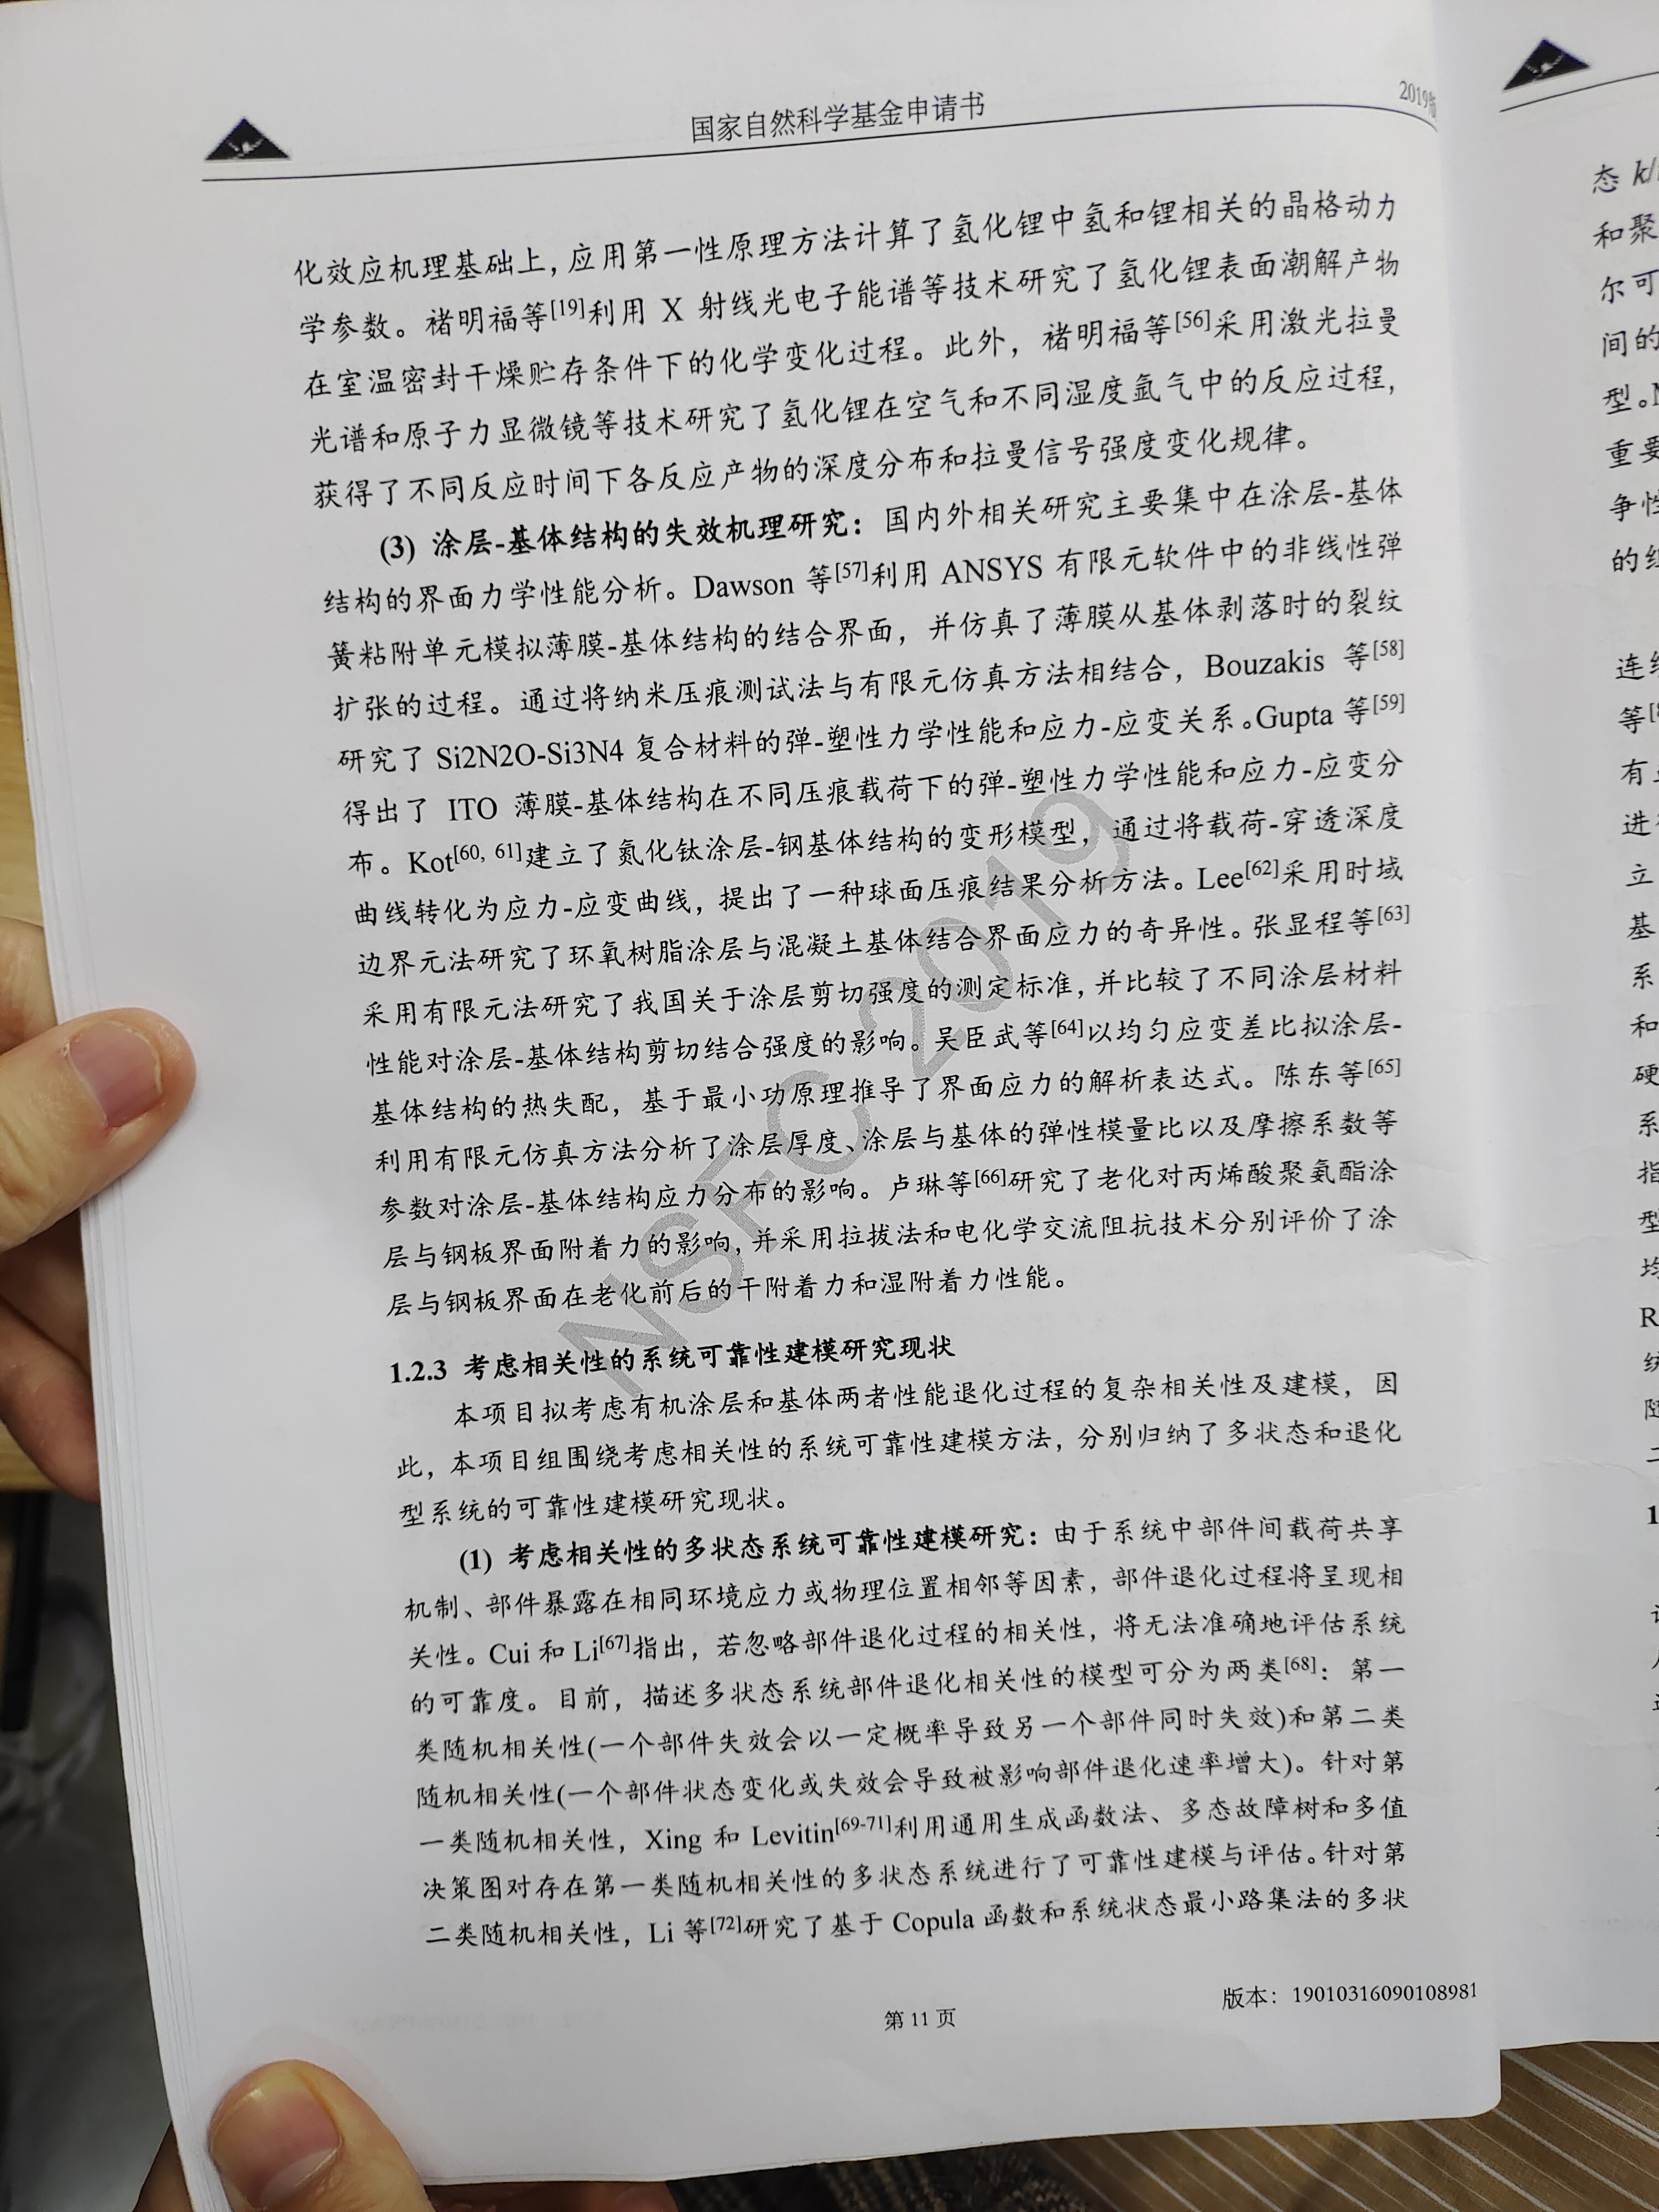 国家自然科学基金申请书
2019版
化效应机理基础上,应用第一性原理方法计算了氢化锂中氢和锂相关的晶格动力
学参数。褚明福等[19]利用 X 射线光电子能谱等技术研究了氢化锂表面潮解产物
在室温密封干燥贮存条件下的化学变化过程。此外，褚明福等[56]采用激光拉曼
光谱和原子力显微镜等技术研究了氢化锂在空气和不同湿度氩气中的反应过程,
获得了不同反应时间下各反应产物的深度分布和拉曼信号强度变化规律。
(3) 涂层-基体结构的失效机理研究：国内外相关研究主要集中在涂层-基体
结构的界面力学性能分析。Dawson 等[57]利用 ANSYS 有限元软件中的非线性弹
簧粘附单元模拟薄膜-基体结构的结合界面，并仿真了薄膜从基体剥落时的裂纹
扩张的过程。通过将纳米压痕测试法与有限元仿真方法相结合，Bouzakis 等[58]
研究了 Si2N2O-Si3N4 复合材料的弹-塑性力学性能和应力-应变关系。Gupta 等[59]
得出了 ITO 薄膜-基体结构在不同压痕载荷下的弹-塑性力学性能和应力-应变分
布。Kot[60, 61]建立了氮化钛涂层-钢基体结构的变形模型，通过将载荷-穿透深度
曲线转化为应力-应变曲线，提出了一种球面压痕结果分析方法。Lee[62]采用时域
边界元法研究了环氧树脂涂层与混凝土基体结合界面应力的奇异性。张显程等[63]
采用有限元法研究了我国关于涂层剪切强度的测定标准,并比较了不同涂层材料
性能对涂层-基体结构剪切结合强度的影响。吴臣武等[64]以均匀应变差比拟涂层-
基体结构的热失配，基于最小功原理推导了界面应力的解析表达式。陈东等[65]
利用有限元仿真方法分析了涂层厚度、涂层与基体的弹性模量比以及摩擦系数等
参数对涂层-基体结构应力分布的影响。卢琳等[66]研究了老化对丙烯酸聚氨酯涂
层与钢板界面附着力的影响,并采用拉拔法和电化学交流阻抗技术分别评价了涂
层与钢板界面在老化前后的干附着力和湿附着力性能。
NSFC 2019
1.2.3 考虑相关性的系统可靠性建模研究现状
本项目拟考虑有机涂层和基体两者性能退化过程的复杂相关性及建模，因
此，本项目组围绕考虑相关性的系统可靠性建模方法，分别归纳了多状态和退化
型系统的可靠性建模研究现状。
(1) 考虑相关性的多状态系统可靠性建模研究：由于系统中部件间载荷共享
机制、部件暴露在相同环境应力或物理位置相邻等因素，部件退化过程将呈现相
关性。Cui 和 Li[67]指出，若忽略部件退化过程的相关性，将无法准确地评估系统
的可靠度。目前，描述多状态系统部件退化相关性的模型可分为两类[68]：第一
类随机相关性(一个部件失效会以一定概率导致另一个部件同时失效)和第二类
随机相关性(一个部件状态变化或失效会导致被影响部件退化速率增大)。针对第
一类随机相关性，Xing 和 Levitin[69-71]利用通用生成函数法、多态故障树和多值
决策图对存在第一类随机相关性的多状态系统进行了可靠性建模与评估。针对第
二类随机相关性，Li 等[72]研究了基于 Copula 函数和系统状态最小路集法的多状
第 11 页
版本：19010316090108981
态 k/
和聚
尔可
间的
型。
重要
争性
的
连
等[
有
进
立
基
系
和
硬
系
指
型
均
R
统
随
二
1